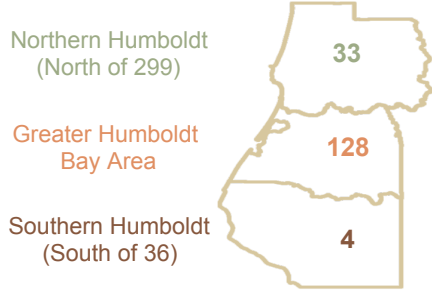 Northern Humboldt
(North of 299)
33
Greater Humboldt
Bay Area
128
Southern Humboldt
(South of 36)
4